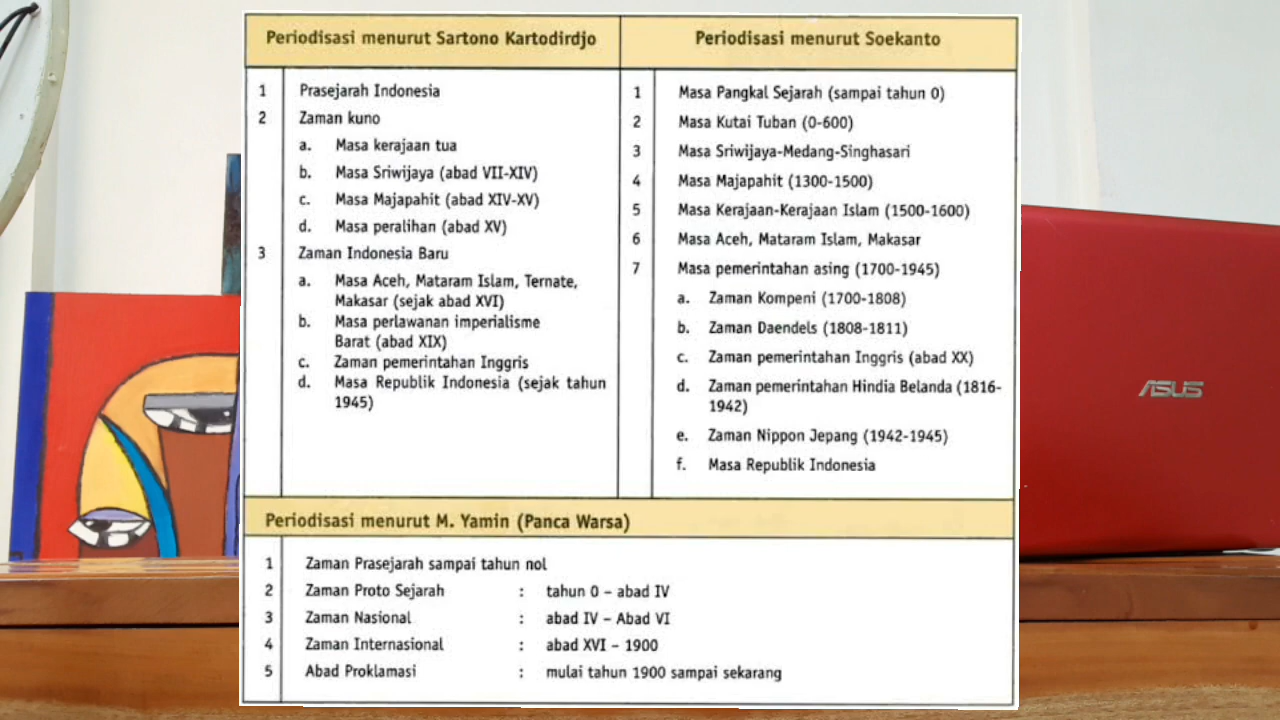 Periodisasi menurut Sartono Kartodirdjo
1 Prasejarah Indonesia
2 Zaman kuno
a. Masa kerajaan tua
b. Masa Sriwijaya (abad VII-XIV)
c. Masa Majapahit (abad XIV-XV)
d. Masa peralihan (abad XV)
3 Zaman Indonesia Baru
a. Masa Aceh, Mataram Islam, Ternate,
Makasar (sejak abad XVI)
b. Masa perlawanan imperialisme
Barat (abad XIX)
c. Zaman pemerintahan Inggris
d. Masa Republik Indonesia (sejak tahun
1945)
Periodisasi menurut Soekanto
1 Masa Pangkal Sejarah (sampai tahun 0)
2 Masa Kutai Tuban (0-600)
3 Masa Sriwijaya-Medang-Singhasari
4 Masa Majapahit (1300-1500)
5 Masa Kerajaan-Kerajaan Islam (1500-1600)
6 Masa Aceh, Mataram Islam, Makasar
7 Masa pemerintahan asing (1700-1945)
a. Zaman Kompeni (1700-1808)
b. Zaman Daendels (1808-1811)
c. Zaman pemerintahan Inggris (abad XX)
d. Zaman pemerintahan Hindia Belanda (1816-
1942)
e. Zaman Nippon Jepang (1942-1945)
f. Masa Republik Indonesia
Periodisasi menurut M. Yamin (Panca Warsa)
1 Zaman Prasejarah sampai tahun nol
2 Zaman Proto Sejarah : tahun 0 – abad IV
3 Zaman Nasional : abad IV – Abad VI
4 Zaman Internasional : abad XVI – 1900
5 Abad Proklamasi : mulai tahun 1900 sampai sekarang
ASUS